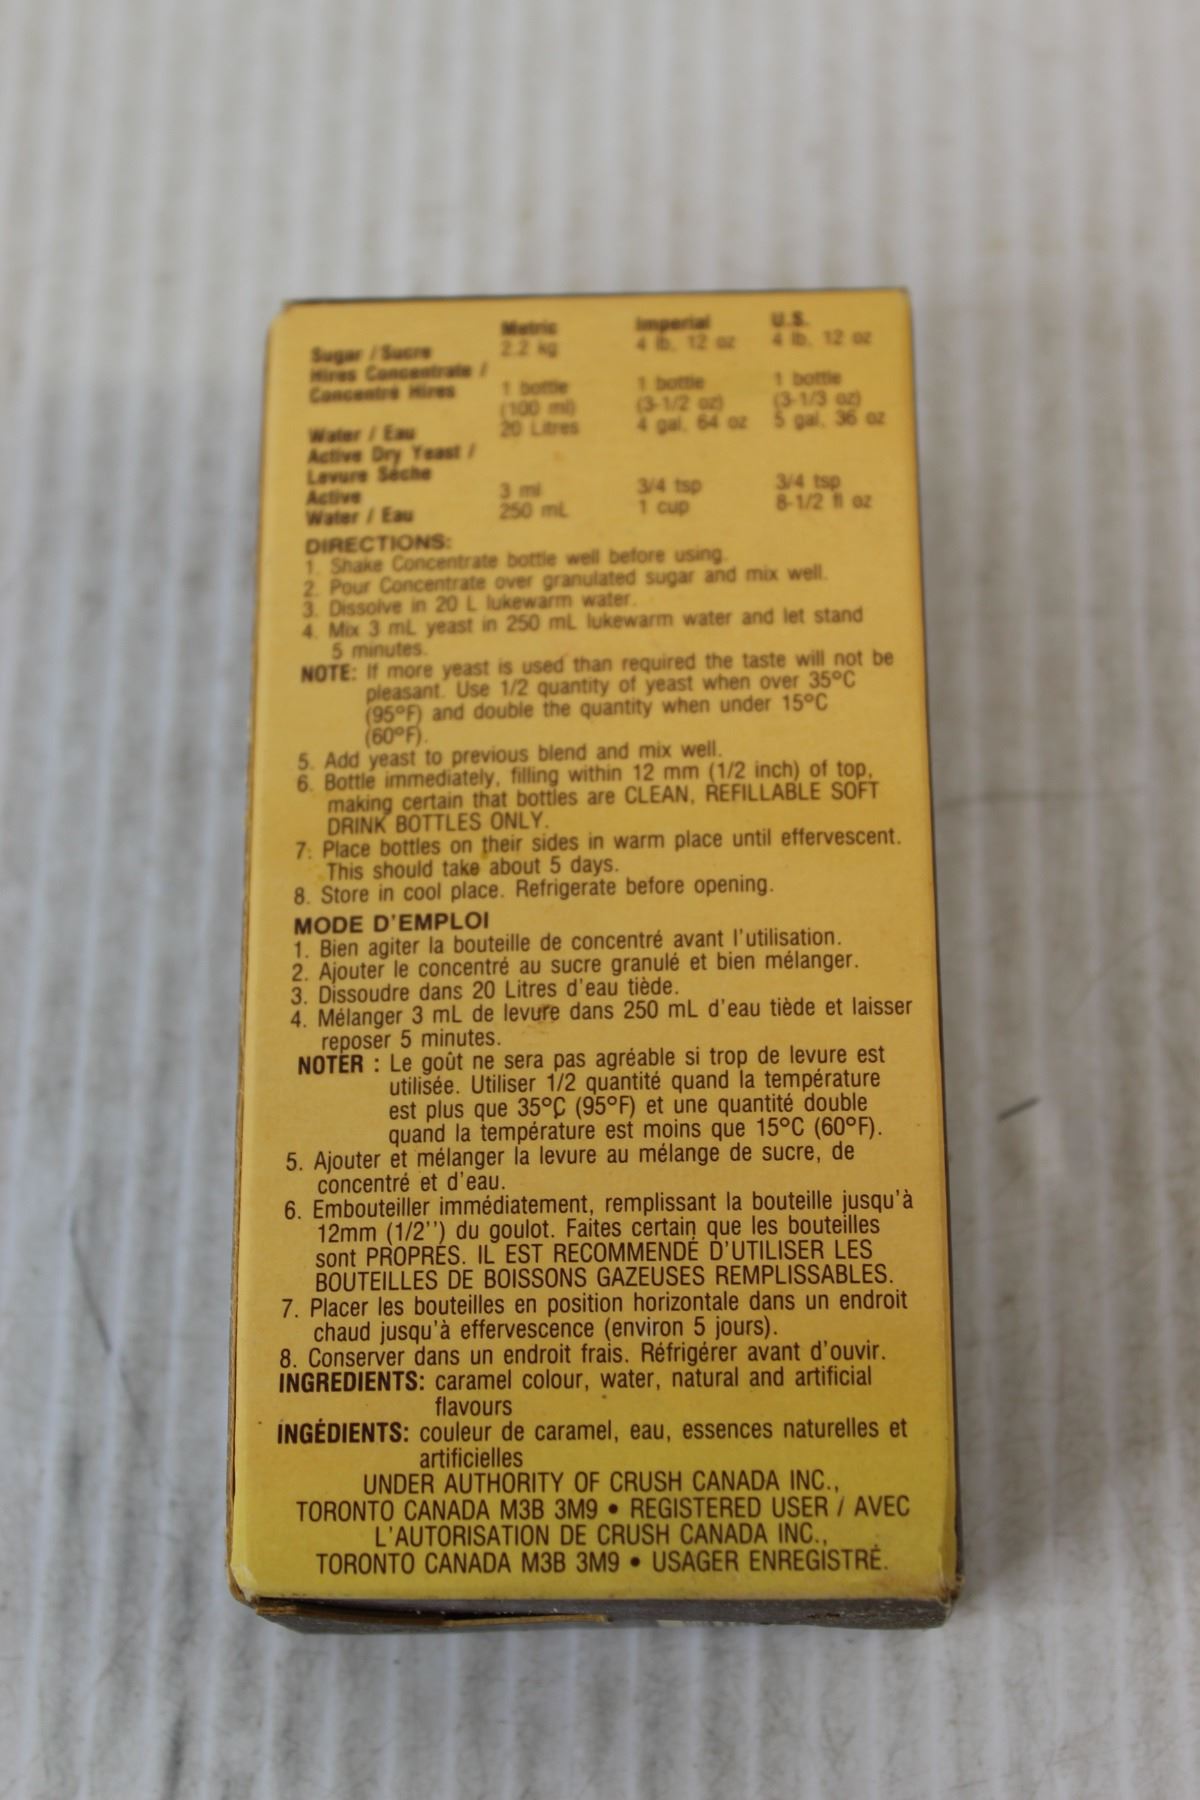 Metric Imperial U.S.
Sugar / Sucre 2.2 kg 4 lb. 12 oz 4 lb. 12 oz
Hires Concentrate /
Concentré Hires 1 bottle 1 bottle 1 bottle
(100 ml) (3-1/2 oz) (3-1/3 oz)
Water / Eau 20 Litres 4 gal. 64 oz 5 gal. 36 oz
Active Dry Yeast /
Levure Sèche
Active 3 ml 3/4 tsp 3/4 tsp
Water / Eau 250 mL 1 cup 8-1/2 fl oz
DIRECTIONS:
1. Shake Concentrate bottle well before using.
2. Pour Concentrate over granulated sugar and mix well.
3. Dissolve in 20 L lukewarm water.
4. Mix 3 mL yeast in 250 mL lukewarm water and let stand
5 minutes.
NOTE: If more yeast is used than required the taste will not be
pleasant. Use 1/2 quantity of yeast when over 35°C
(95°F) and double the quantity when under 15°C
(60°F).
5. Add yeast to previous blend and mix well.
6. Bottle immediately, filling within 12 mm (1/2 inch) of top,
making certain that bottles are CLEAN, REFILLABLE SOFT
DRINK BOTTLES ONLY.
7. Place bottles on their sides in warm place until effervescent.
This should take about 5 days.
8. Store in cool place. Refrigerate before opening.
MODE D'EMPLOI
1. Bien agiter la bouteille de concentré avant l'utilisation.
2. Ajouter le concentré au sucre granulé et bien mélanger.
3. Dissoudre dans 20 Litres d'eau tiède.
4. Mélanger 3 mL de levure dans 250 mL d'eau tiède et laisser
reposer 5 minutes.
NOTER : Le goût ne sera pas agréable si trop de levure est
utilisée. Utiliser 1/2 quantité quand la température
est plus que 35°C (95°F) et une quantité double
quand la température est moins que 15°C (60°F).
5. Ajouter et mélanger la levure au mélange de sucre, de
concentré et d'eau.
6. Embouteiller immédiatement, remplissant la bouteille jusqu'à
12mm (1/2'') du goulot. Faites certain que les bouteilles
sont PROPRES. IL EST RECOMMENDÉ D'UTILISER LES
BOUTEILLES DE BOISSONS GAZEUSES REMPLISSABLES.
7. Placer les bouteilles en position horizontale dans un endroit
chaud jusqu'à effervescence (environ 5 jours).
8. Conserver dans un endroit frais. Réfrigérer avant d'ouvir.
INGREDIENTS: caramel colour, water, natural and artificial
flavours
INGÉDIENTS: couleur de caramel, eau, essences naturelles et
artificielles
UNDER AUTHORITY OF CRUSH CANADA INC.,
TORONTO CANADA M3B 3M9 • REGISTERED USER / AVEC
L'AUTORISATION DE CRUSH CANADA INC.,
TORONTO CANADA M3B 3M9 • USAGER ENREGISTRÉ.